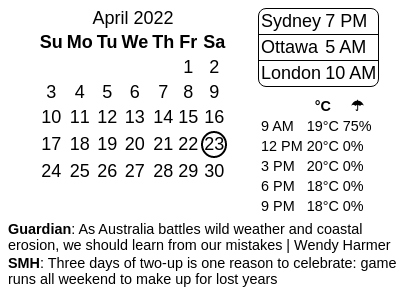 April 2022
Su Mo Tu We Th Fr Sa
1 2
3 4 5 6 7 8 9
10 11 12 13 14 15 16
17 18 19 20 21 22 23
24 25 26 27 28 29 30
Sydney 7 PM
Ottawa 5 AM
London 10 AM
°C ☂
9 AM 19°C 75%
12 PM 20°C 0%
3 PM 20°C 0%
6 PM 18°C 0%
9 PM 18°C 0%
Guardian: As Australia battles wild weather and coastal
erosion, we should learn from our mistakes | Wendy Harmer
SMH: Three days of two-up is one reason to celebrate: game
runs all weekend to make up for lost years